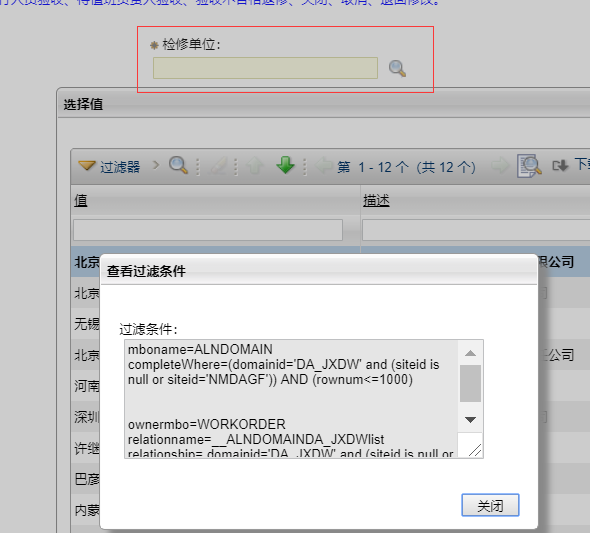 检修单位：
选择值
过滤器
第 1 - 12 个（共 12 个）
值
描述
北京
限公司
北京
查看过滤条件
无锡
过滤条件：
北京
公司
mboname=ALNDOMAIN
completeWhere=(domainid='DA_JXDW' and (siteid is
null or siteid='NMDAGF')) AND (rownum<=1000)
河南
深圳
ownermbo=WORKORDER
许继
relationname=__ALNDOMAINDA_JXDWlist
relationship= domainid='DA_JXDW' and (siteid is null or
巴彦
内蒙
关闭